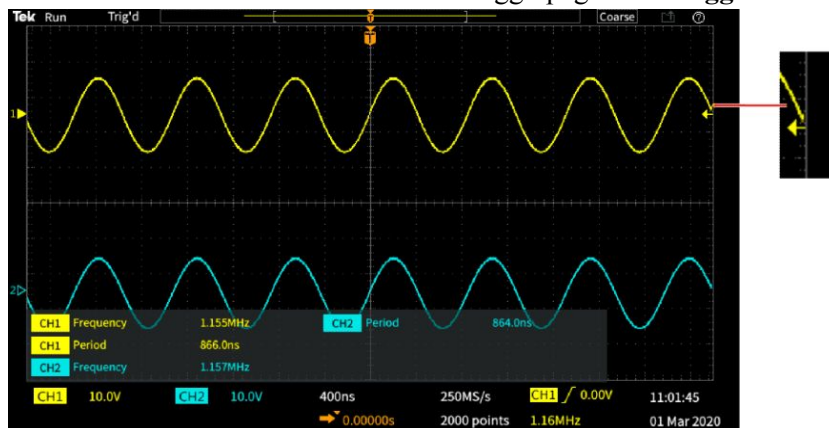 Tek Run Trig'd T Coarse ?
T
1
2
CH1 Frequency 1.155MHz CH2 Period 864.0ns
CH1 Period 866.0ns
CH2 Frequency 1.157MHz
CH1 10.0V CH2 10.0V 400ns 250MS/s CH1 0.00V 11:01:45
0.00000s 2000 points 1.16MHz 01 Mar 2020